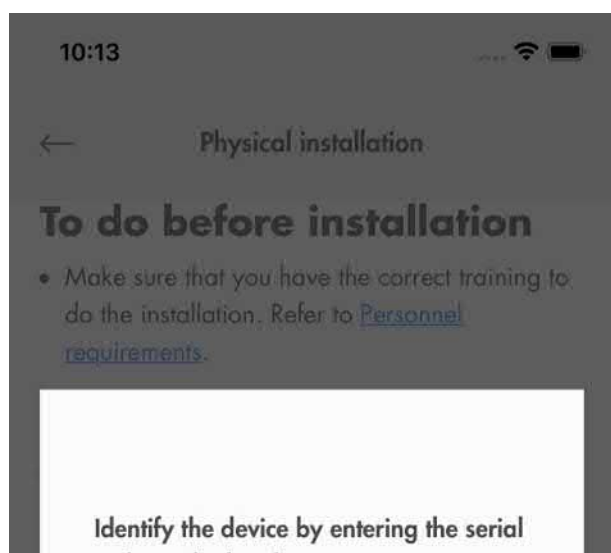 10:13
Physical installation
To do before installation
• Make sure that you have the correct training to
do the installation. Refer to Personnel
requirements.
Identify the device by entering the serial